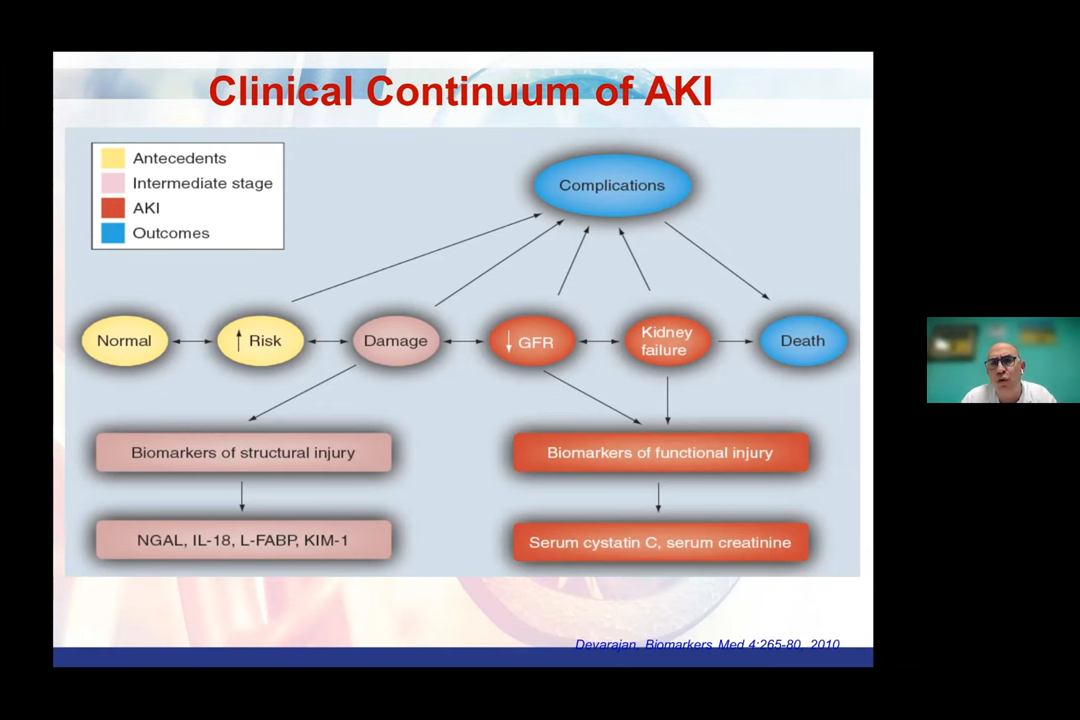 Clinical Continuum of AKI
Antecedents
Intermediate stage
AKI
Outcomes
Complications
Normal
↑ Risk
Damage
↓ GFR
Kidney
failure
Death
Biomarkers of structural injury
Biomarkers of functional injury
NGAL, IL-18, L-FABP, KIM-1
Serum cystatin C, serum creatinine
Devarajan, Biomarkers Med 4:265-80, 2010